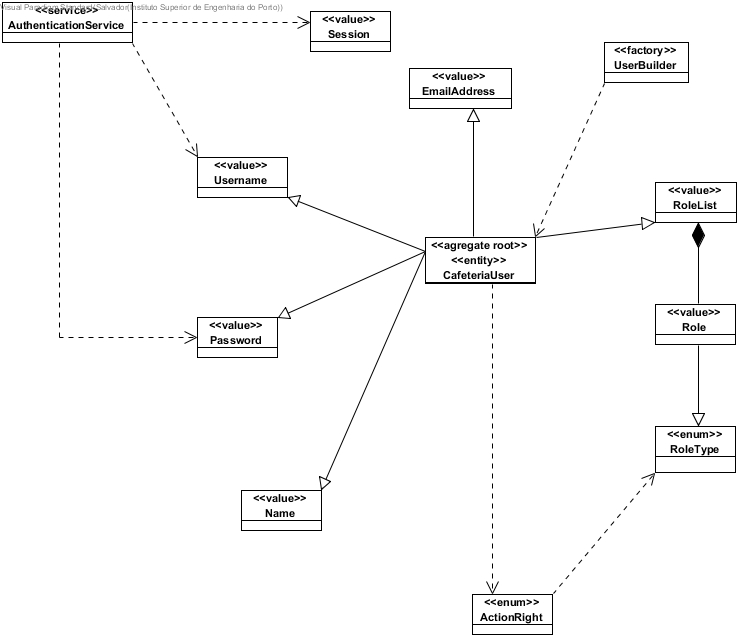 Visual Paradigm Standard(Salvador(Instituto Superior de Engenharia do Porto))
<<service>>
AuthenticationService
<<value>>
Session
<<factory>>
UserBuilder
<<value>>
EmailAddress
<<value>>
Username
<<value>>
RoleList
<<agregate root>>
<<entity>>
CafeteriaUser
<<value>>
Password
<<value>>
Role
<<enum>>
RoleType
<<value>>
Name
<<enum>>
ActionRight